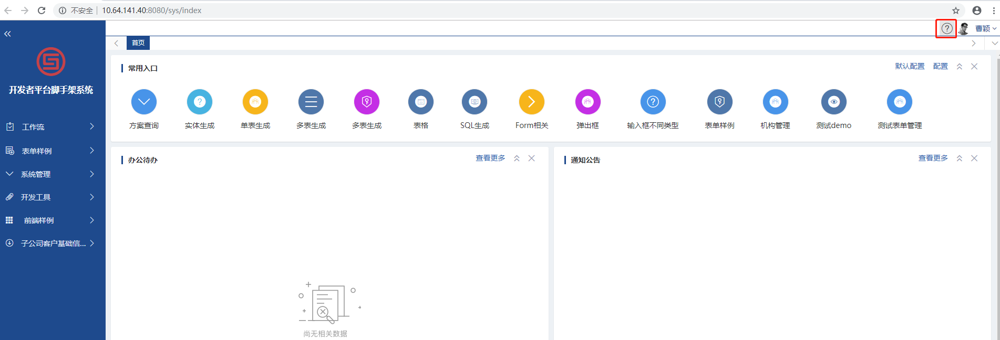 不安全 10.64.141.40:8080/sys/index
曹颖
首页
开发者平台脚手架系统
工作流
表单样例
系统管理
开发工具
前端样例
子公司客户基础信...
常用入口
默认配置 配置
方案查询 实体生成 单表生成 多表生成 多表生成 表格 SQL生成 Form相关 弹出框 输入框不同类型 表单样例 机构管理 测试demo 测试表单管理
办公待办 查看更多
尚无相关数据
通知公告 查看更多